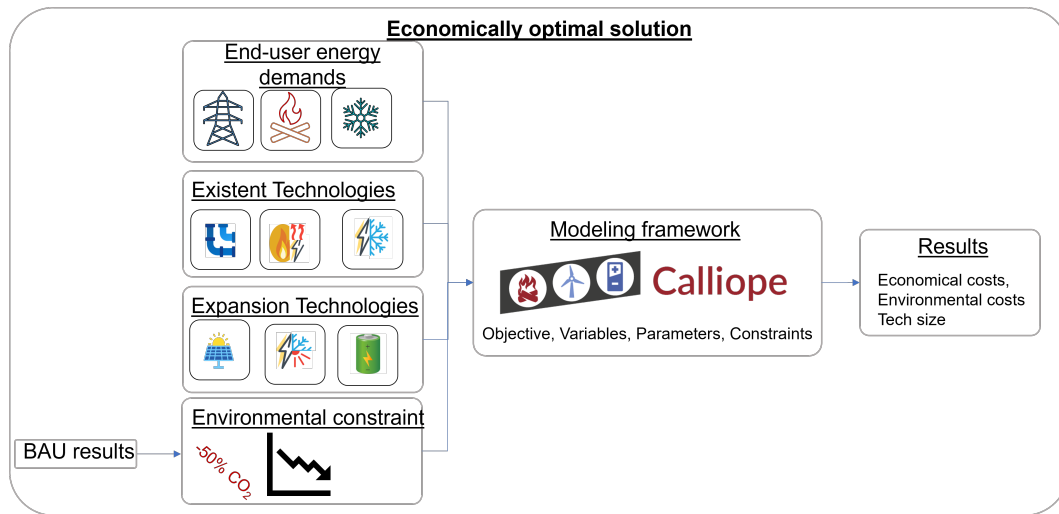 Economically optimal solution
End-user energy
demands
Existent Technologies
Expansion Technologies
Environmental constraint
-50% CO₂
BAU results
Modeling framework
Calliope
Objective, Variables, Parameters, Constraints
Results
Economical costs,
Environmental costs
Tech size